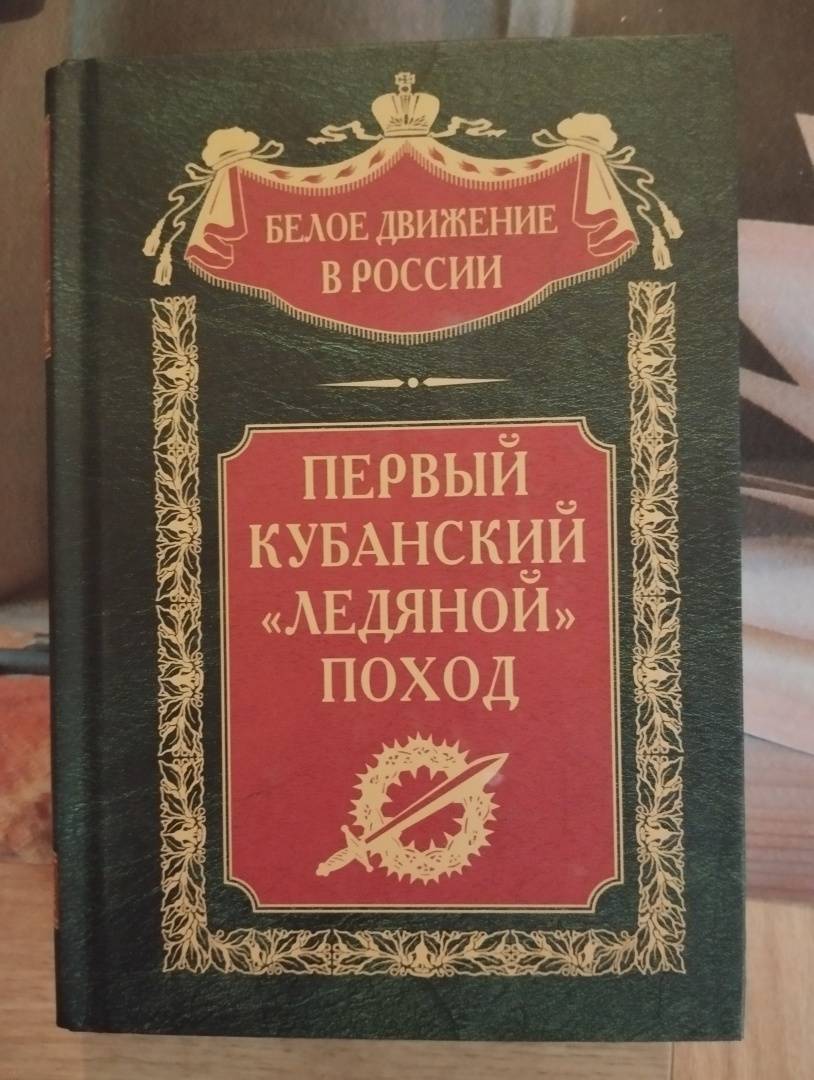 БЕЛОЕ ДВИЖЕНИЕ
В РОССИИ
ПЕРВЫЙ
КУБАНСКИЙ
«ЛЕДЯНОЙ»
ПОХОД